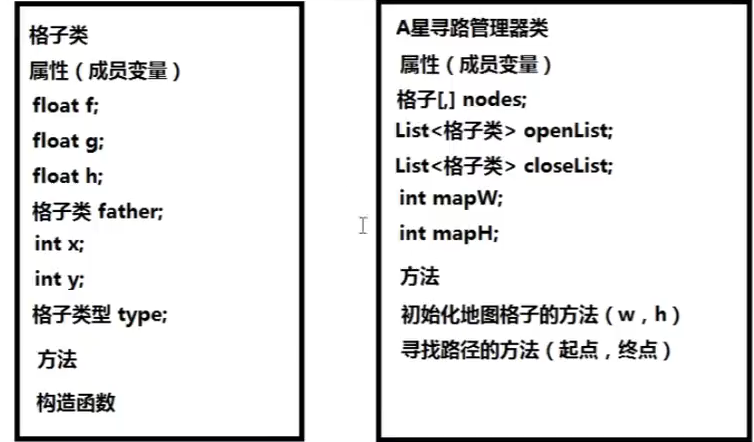 格子类
属性（成员变量）
float f;
float g;
float h;
格子类 father;
int x;
int y;
格子类型 type;
方法
构造函数
A星寻路管理器类
属性（成员变量）
格子[,] nodes;
List<格子类> openList;
List<格子类> closeList;
int mapW;
int mapH;
方法
初始化地图格子的方法（w，h）
寻找路径的方法（起点，终点）